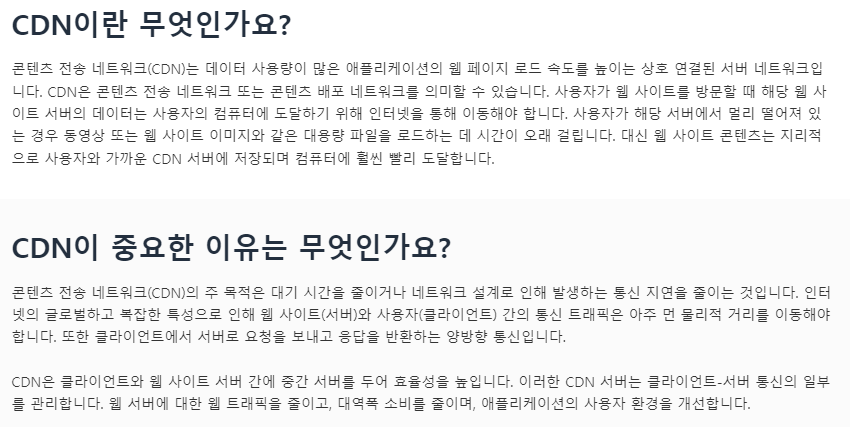 CDN이란 무엇인가요?
콘텐츠 전송 네트워크(CDN)는 데이터 사용량이 많은 애플리케이션의 웹 페이지 로드 속도를 높이는 상호 연결된 서버 네트워크입
니다. CDN은 콘텐츠 전송 네트워크 또는 콘텐츠 배포 네트워크를 의미할 수 있습니다. 사용자가 웹 사이트를 방문할 때 해당 웹 사
이트 서버의 데이터는 사용자의 컴퓨터에 도달하기 위해 인터넷을 통해 이동해야 합니다. 사용자가 해당 서버에서 멀리 떨어져 있
는 경우 동영상 또는 웹 사이트 이미지와 같은 대용량 파일을 로드하는 데 시간이 오래 걸립니다. 대신 웹 사이트 콘텐츠는 지리적
으로 사용자와 가까운 CDN 서버에 저장되며 컴퓨터에 훨씬 빨리 도달합니다.
CDN이 중요한 이유는 무엇인가요?
콘텐츠 전송 네트워크(CDN)의 주 목적은 대기 시간을 줄이거나 네트워크 설계로 인해 발생하는 통신 지연을 줄이는 것입니다. 인터
넷의 글로벌하고 복잡한 특성으로 인해 웹 사이트(서버)와 사용자(클라이언트) 간의 통신 트래픽은 아주 먼 물리적 거리를 이동해야
합니다. 또한 클라이언트에서 서버로 요청을 보내고 응답을 반환하는 양방향 통신입니다.
CDN은 클라이언트와 웹 사이트 서버 간에 중간 서버를 두어 효율성을 높입니다. 이러한 CDN 서버는 클라이언트-서버 통신의 일부
를 관리합니다. 웹 서버에 대한 웹 트래픽을 줄이고, 대역폭 소비를 줄이며, 애플리케이션의 사용자 환경을 개선합니다.